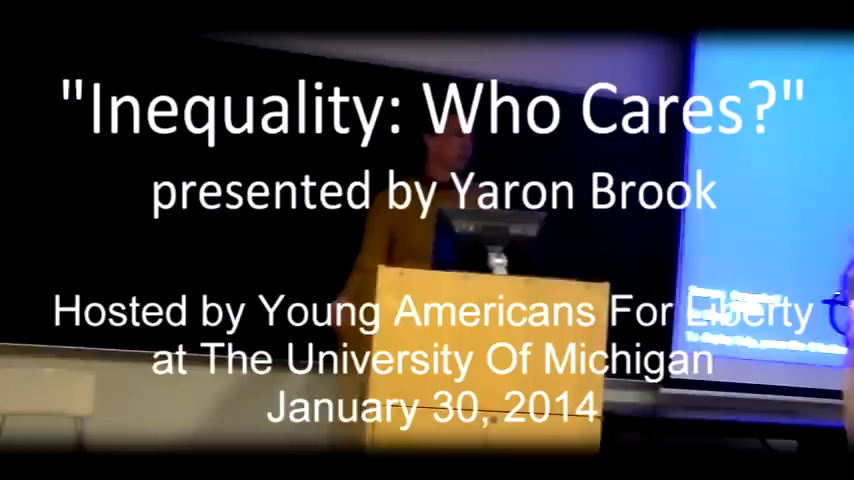 "Inequality: Who Cares?"
presented by Yaron Brook
Hosted by Young Americans For Liberty
at The University Of Michigan
January 30, 2014